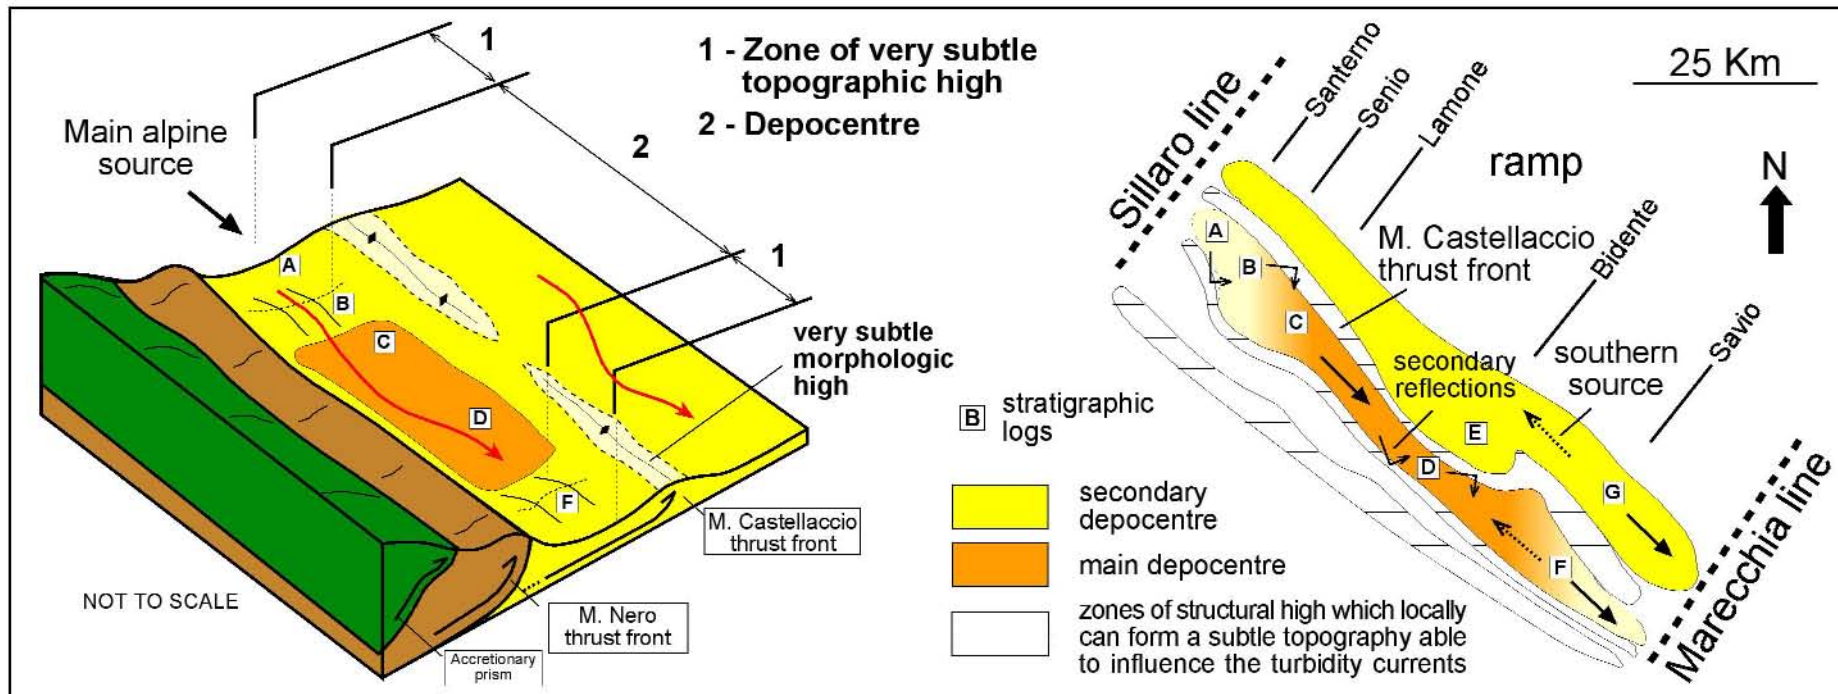 1
1 - Zone of very subtle
topographic high
2 - Depocentre
Main alpine
source
2
1
A
B
C
D
F
very subtle
morphologic
high
M. Castellaccio
thrust front
M. Nero
thrust front
Accretionary
prism
NOT TO SCALE
B
stratigraphic
logs
secondary
depocentre
main depocentre
zones of structural high which locally
can form a subtle topography able
to influence the turbidity currents
Sillaro line
Santerno
Senio
Lamone
ramp
25 Km
N
M. Castellaccio
thrust front
Bidente
Savio
secondary
reflections
southern
source
A
B
C
D
E
F
G
Marecchia line